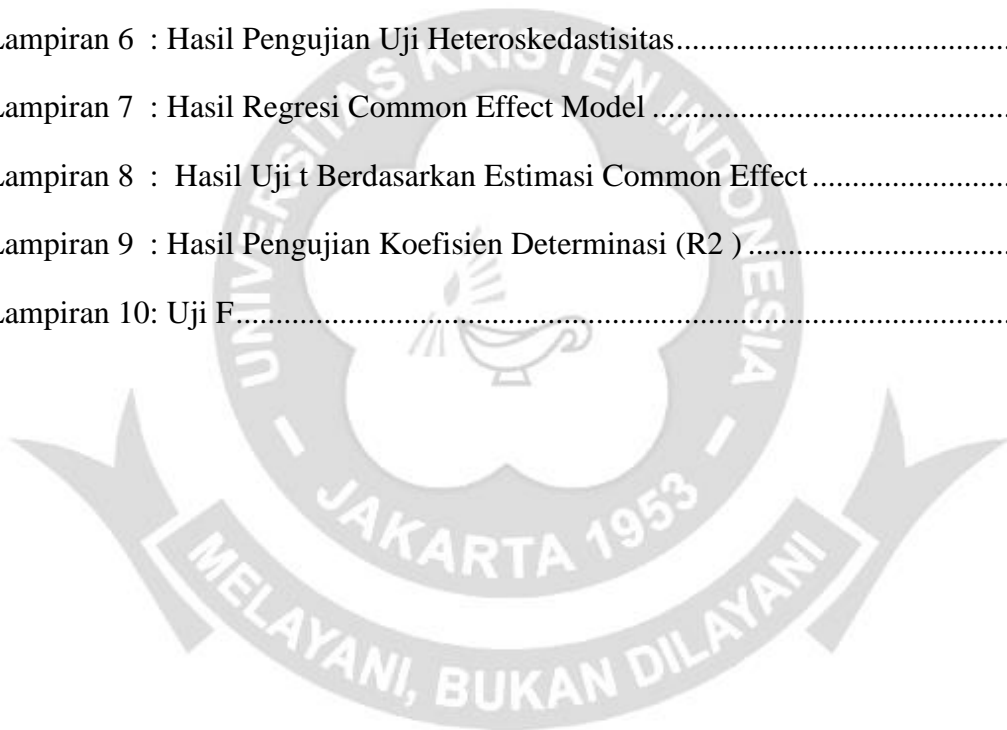 Lampiran 6  : Hasil Pengujian Uji Heteroskedastisitas...............................................
Lampiran 7  : Hasil Regresi Common Effect Model ..................................................
Lampiran 8  :  Hasil Uji t Berdasarkan Estimasi Common Effect ...........................
Lampiran 9  : Hasil Pengujian Koefisien Determinasi (R2 ) ...................................
Lampiran 10: Uji F.....................................................................................................
UNIVERSITAS KRISTEN INDONESIA
- JAKARTA 1953 -
MELAYANI, BUKAN DILAYANI